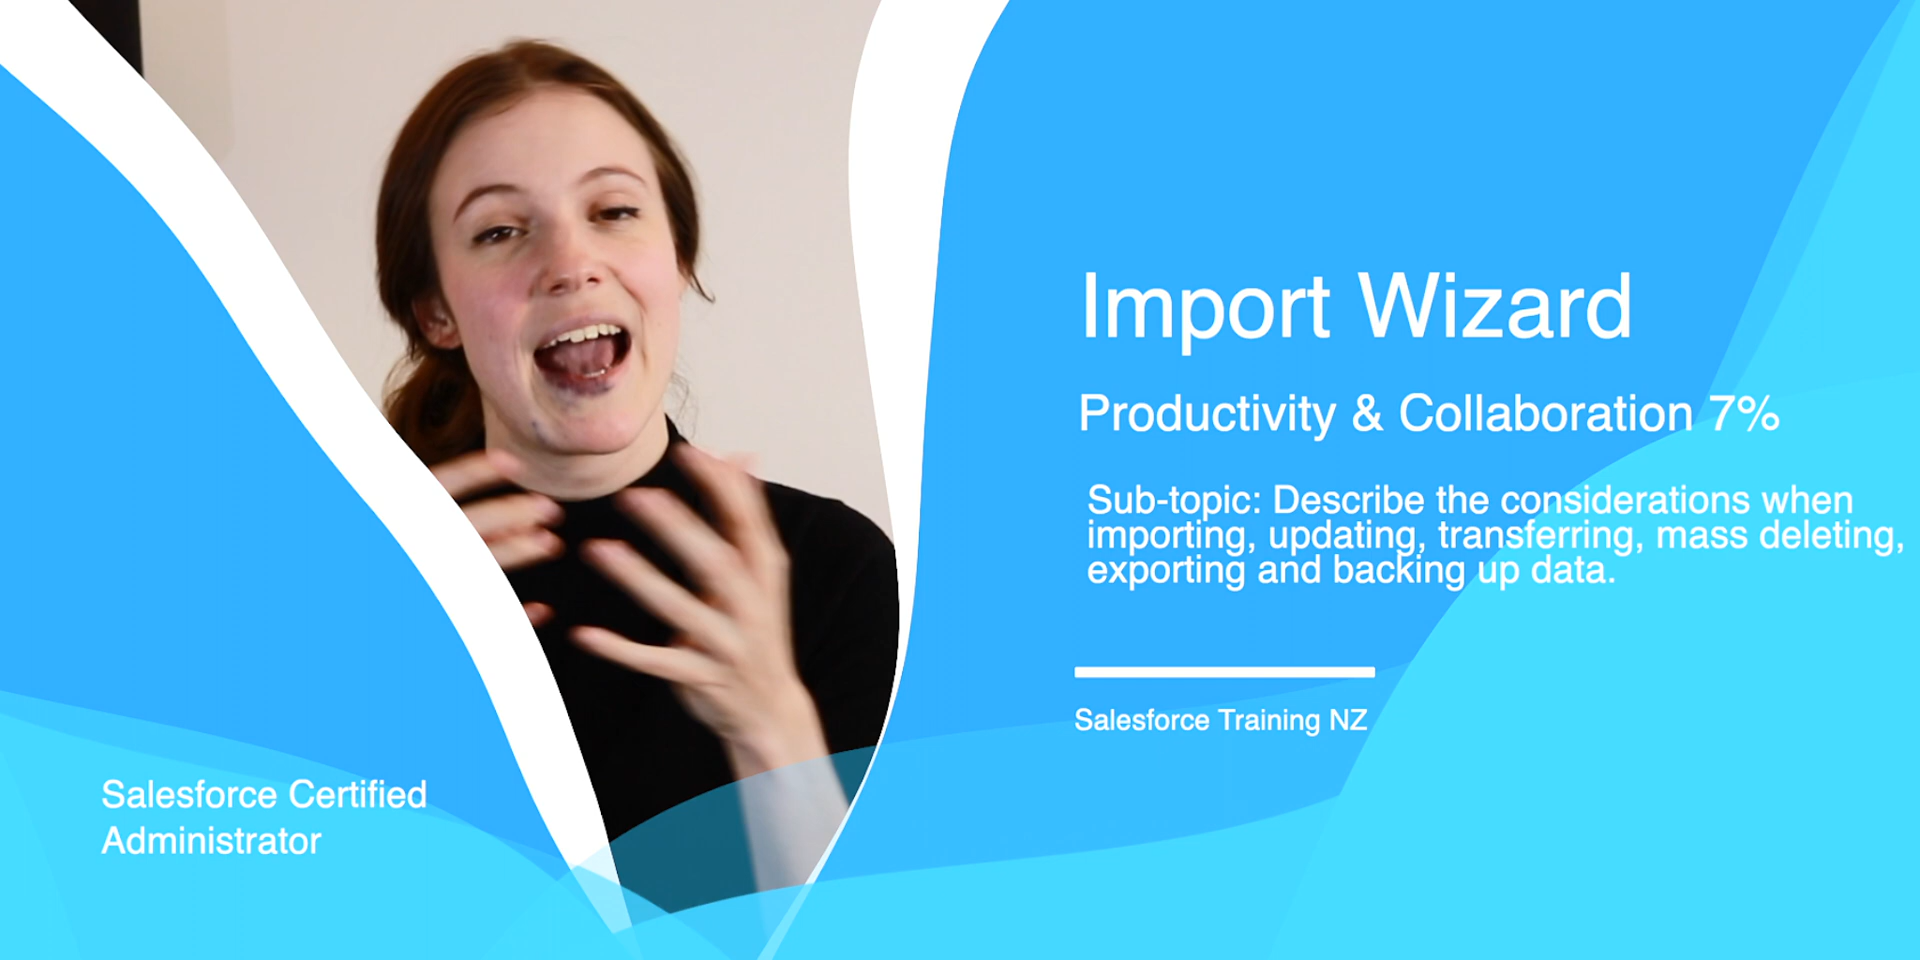 Import Wizard
Productivity & Collaboration 7%
Sub-topic: Describe the considerations when
importing, updating, transferring, mass deleting,
exporting and backing up data.
Salesforce Training NZ
Salesforce Certified
Administrator